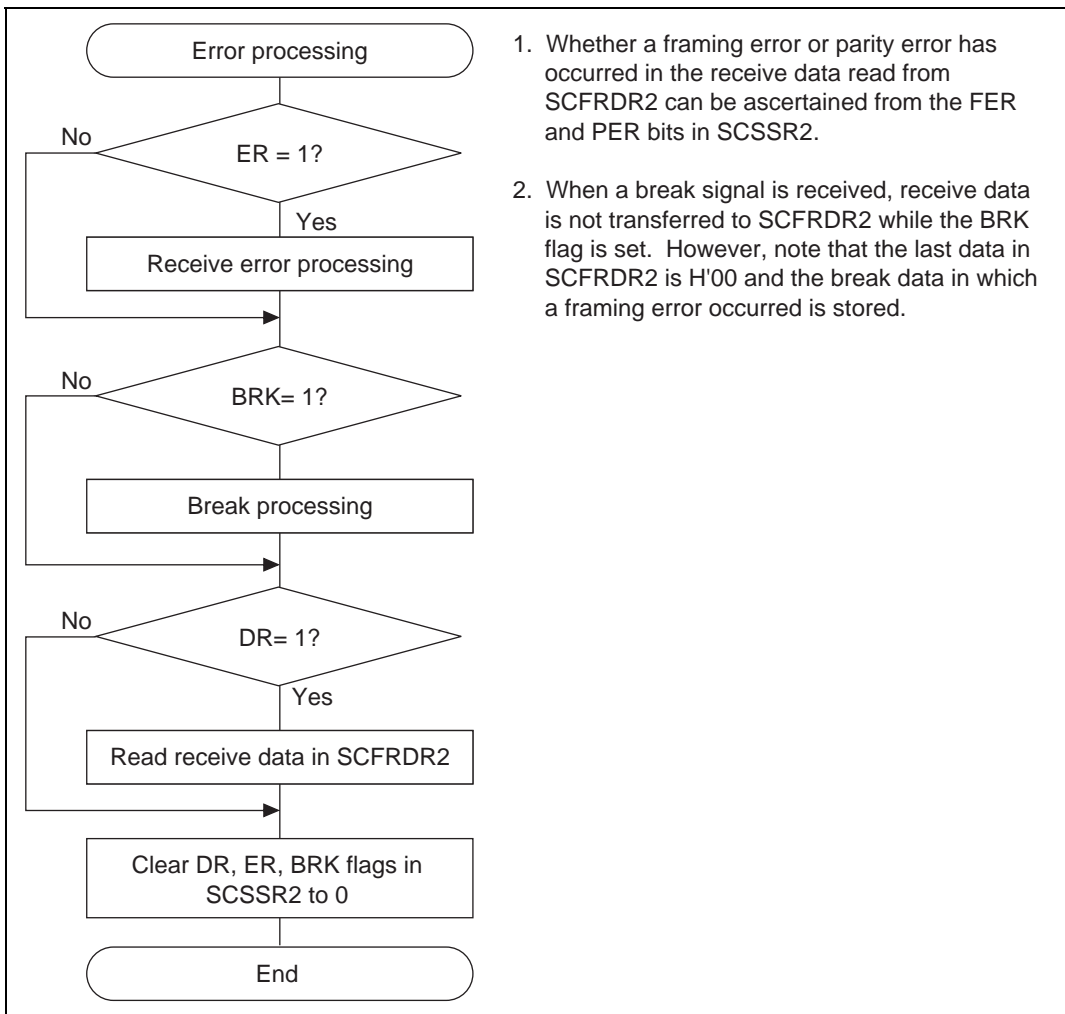 Error processing
No
ER = 1?
Yes
Receive error processing
No
BRK= 1?
Break processing
No
DR= 1?
Yes
Read receive data in SCFRDR2
Clear DR, ER, BRK flags in
SCSSR2 to 0
End
1. Whether a framing error or parity error has
occurred in the receive data read from
SCFRDR2 can be ascertained from the FER
and PER bits in SCSSR2.
2. When a break signal is received, receive data
is not transferred to SCFRDR2 while the BRK
flag is set. However, note that the last data in
SCFRDR2 is H'00 and the break data in which
a framing error occurred is stored.